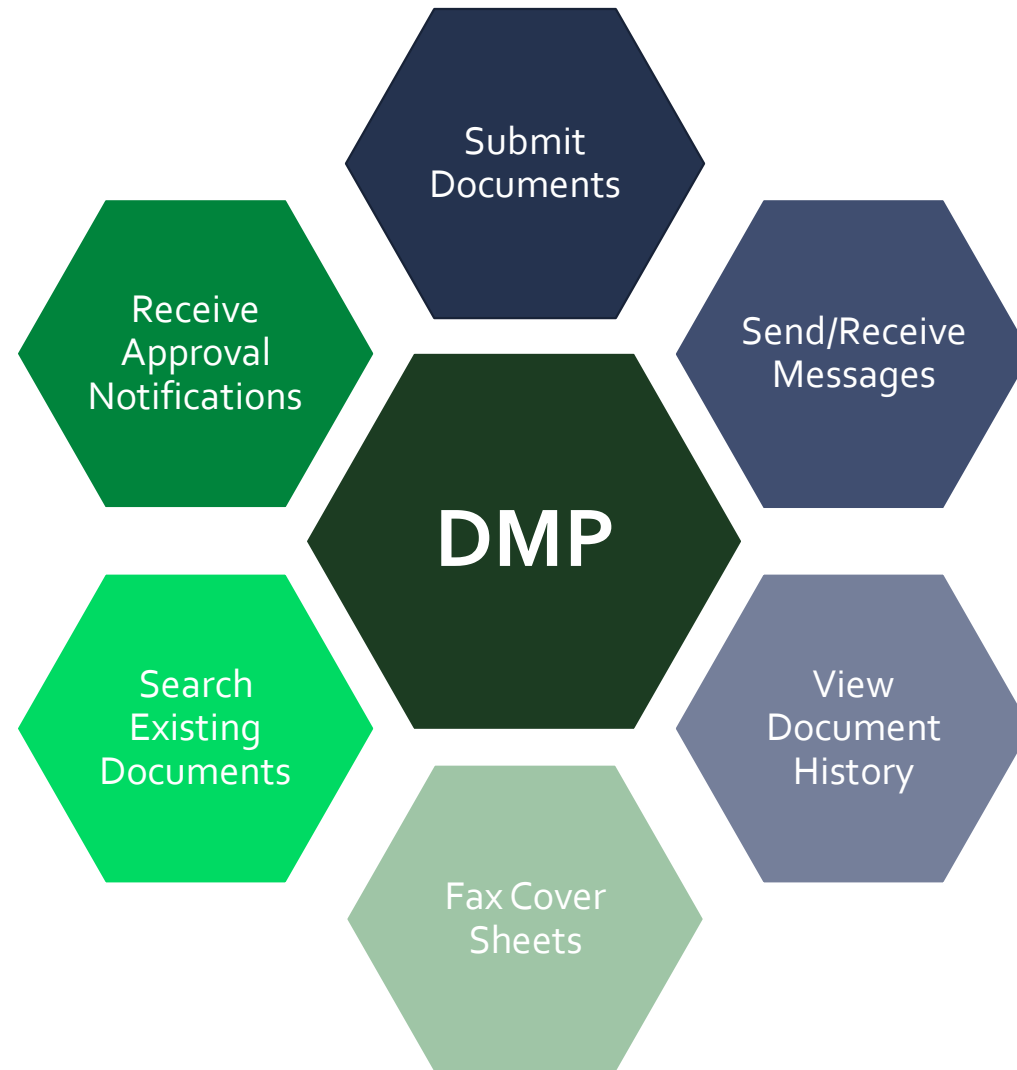 Submit
Documents
Send/Receive
Messages
View
Document
History
Fax Cover
Sheets
Search
Existing
Documents
Receive
Approval
Notifications
DMP